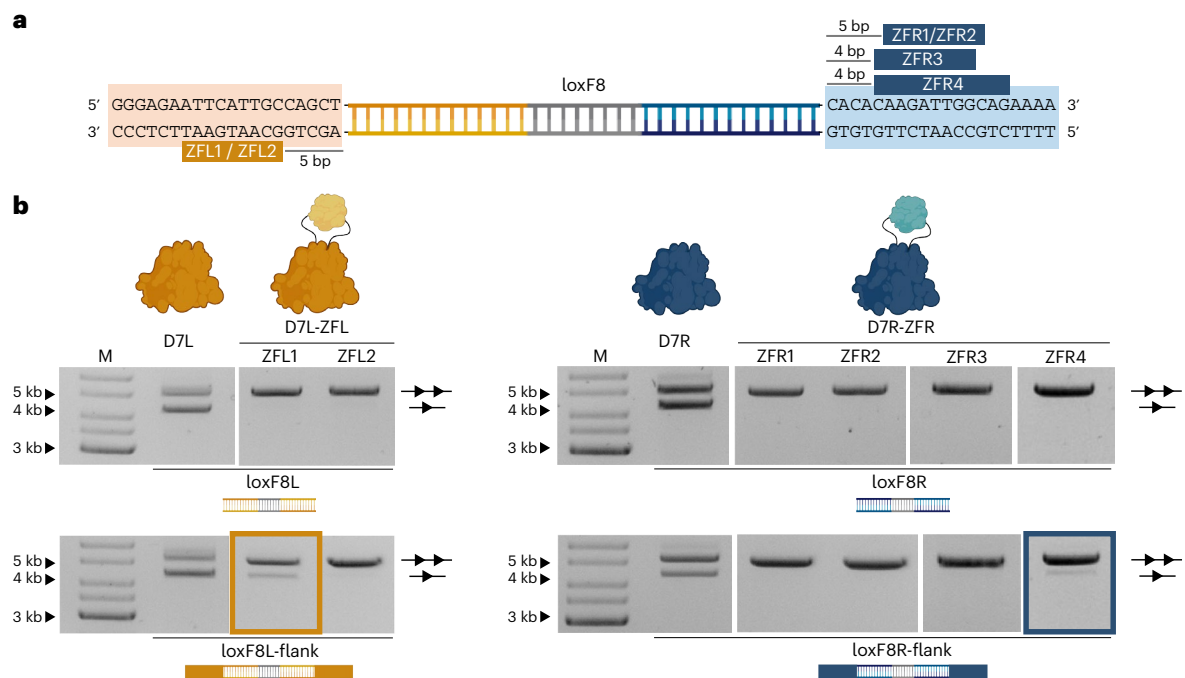 a
5 bp
ZFR1/ZFR2
4 bp
ZFR3
4 bp
ZFR4
loxF8
5′ GGGAGAATTCATTGCCAGCT CACACAAGATTGGCAGAAAA 3′
3′ CCCTCTTAAGTAACGGTCGA GTGTGTTCTAACCGTCTTTT 5′
ZFL1 / ZFL2
5 bp
b
D7L-ZFL
D7L
M ZFL1 ZFL2
5 kb
4 kb
3 kb
loxF8L
5 kb
4 kb
3 kb
loxF8L-flank
D7R-ZFR
D7R
M ZFR1 ZFR2 ZFR3 ZFR4
5 kb
4 kb
3 kb
loxF8R
5 kb
4 kb
3 kb
loxF8R-flank